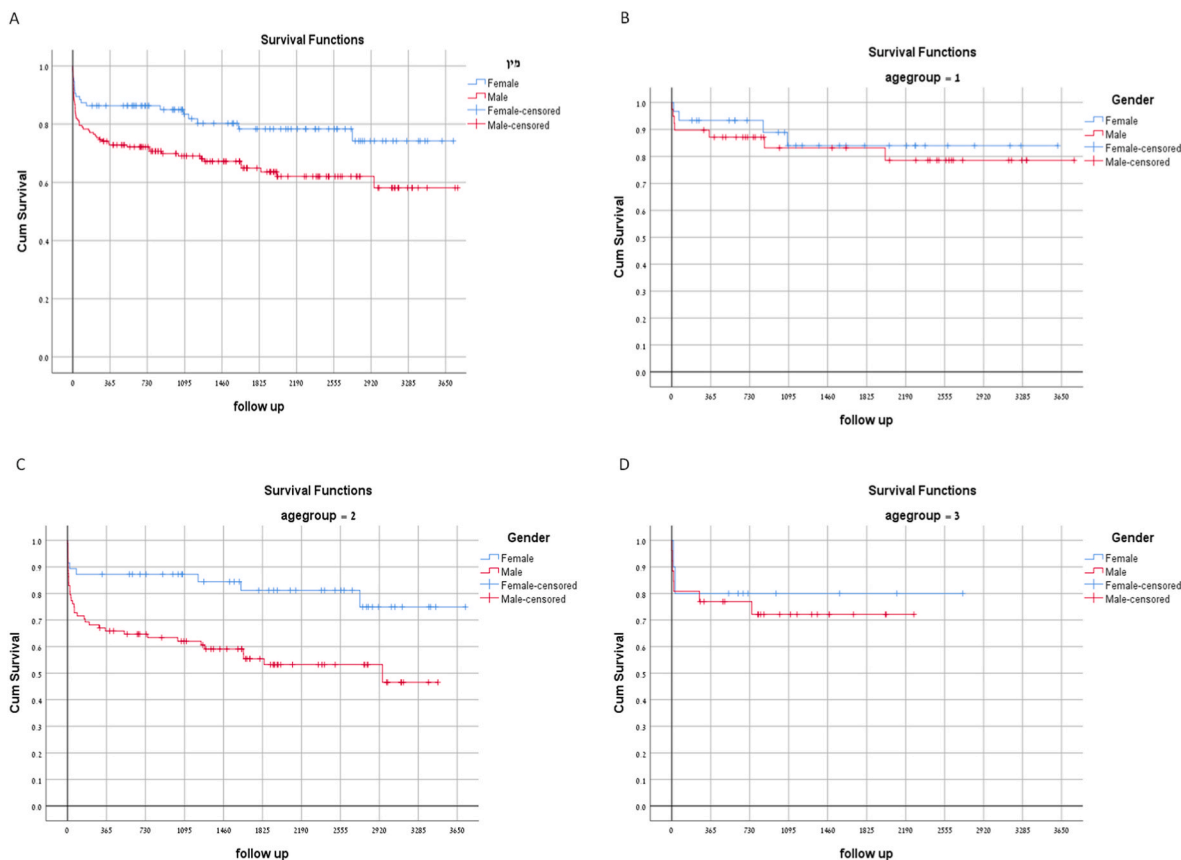 A
Survival Functions
מין
Female
Male
Female-censored
Male-censored
1.0
0.8
0.6
0.4
0.2
0.0
Cum Survival
0 365 730 1095 1460 1825 2190 2555 2920 3285 3650
follow up
B
Survival Functions
agegroup = 1
Gender
Female
Male
Female-censored
Male-censored
1.0
0.9
0.8
0.7
0.6
0.5
0.4
0.3
0.2
0.1
0.0
Cum Survival
0 365 730 1095 1460 1825 2190 2555 2920 3285 3650
follow up
C
Survival Functions
agegroup = 2
Gender
Female
Male
Female-censored
Male-censored
1.0
0.9
0.8
0.7
0.6
0.5
0.4
0.3
0.2
0.1
0.0
Cum Survival
0 365 730 1095 1460 1825 2190 2555 2920 3285 3650
follow up
D
Survival Functions
agegroup = 3
Gender
Female
Male
Female-censored
Male-censored
1.0
0.9
0.8
0.7
0.6
0.5
0.4
0.3
0.2
0.1
0.0
Cum Survival
0 365 730 1095 1460 1825 2190 2555 2920 3285 3650
follow up